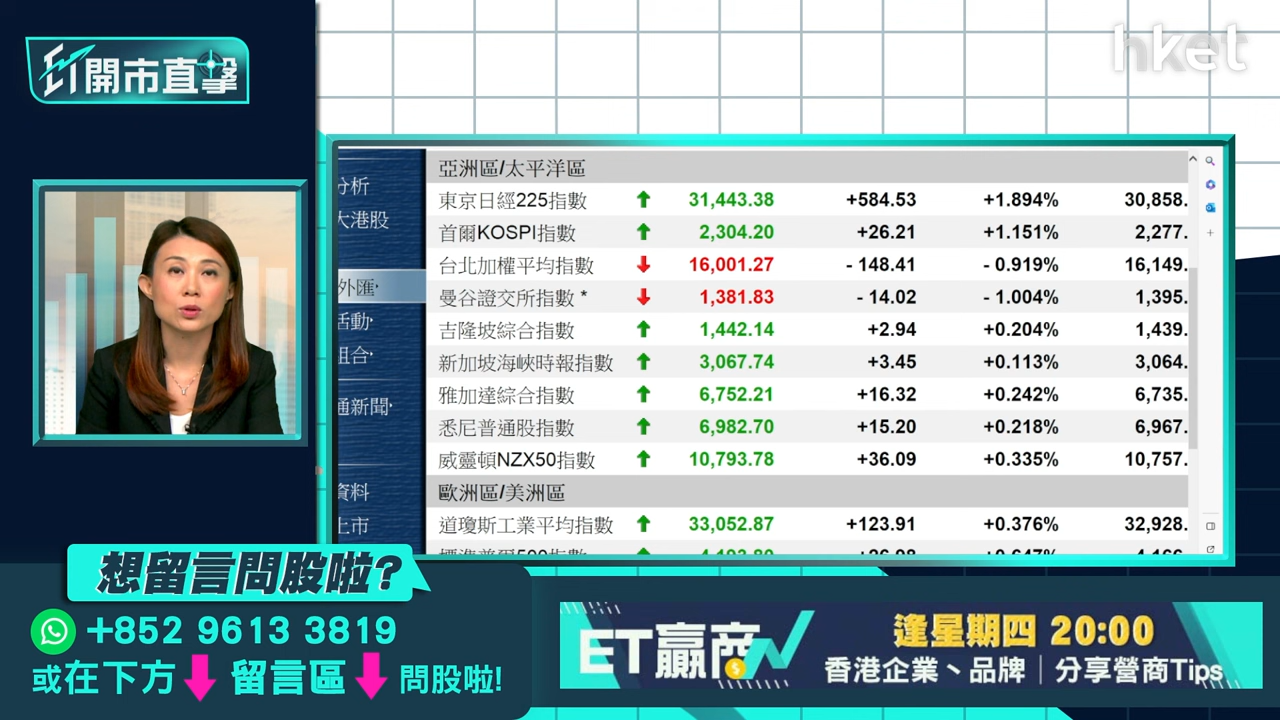 hket
ET開市直擊
分析
大港股
外匯
活動
組合
通新聞
資料
上市
亞洲區/太平洋區
東京日經225指數 31,443.38 +584.53 +1.894% 30,858.
首爾KOSPI指數 2,304.20 +26.21 +1.151% 2,277.
台北加權平均指數 16,001.27 - 148.41 - 0.919% 16,149.
曼谷證交所指數 * 1,381.83 - 14.02 - 1.004% 1,395.
吉隆坡綜合指數 1,442.14 +2.94 +0.204% 1,439.
新加坡海峽時報指數 3,067.74 +3.45 +0.113% 3,064.
雅加達綜合指數 6,752.21 +16.32 +0.242% 6,735.
悉尼普通股指數 6,982.70 +15.20 +0.218% 6,967.
威靈頓NZX50指數 10,793.78 +36.09 +0.335% 10,757.
歐洲區/美洲區
道瓊斯工業平均指數 33,052.87 +123.91 +0.376% 32,928.
想留言問股啦?
+852 9613 3819
或在下方 留言區 問股啦!
ET贏商
逢星期四 20:00
香港企業、品牌｜分享營商Tips